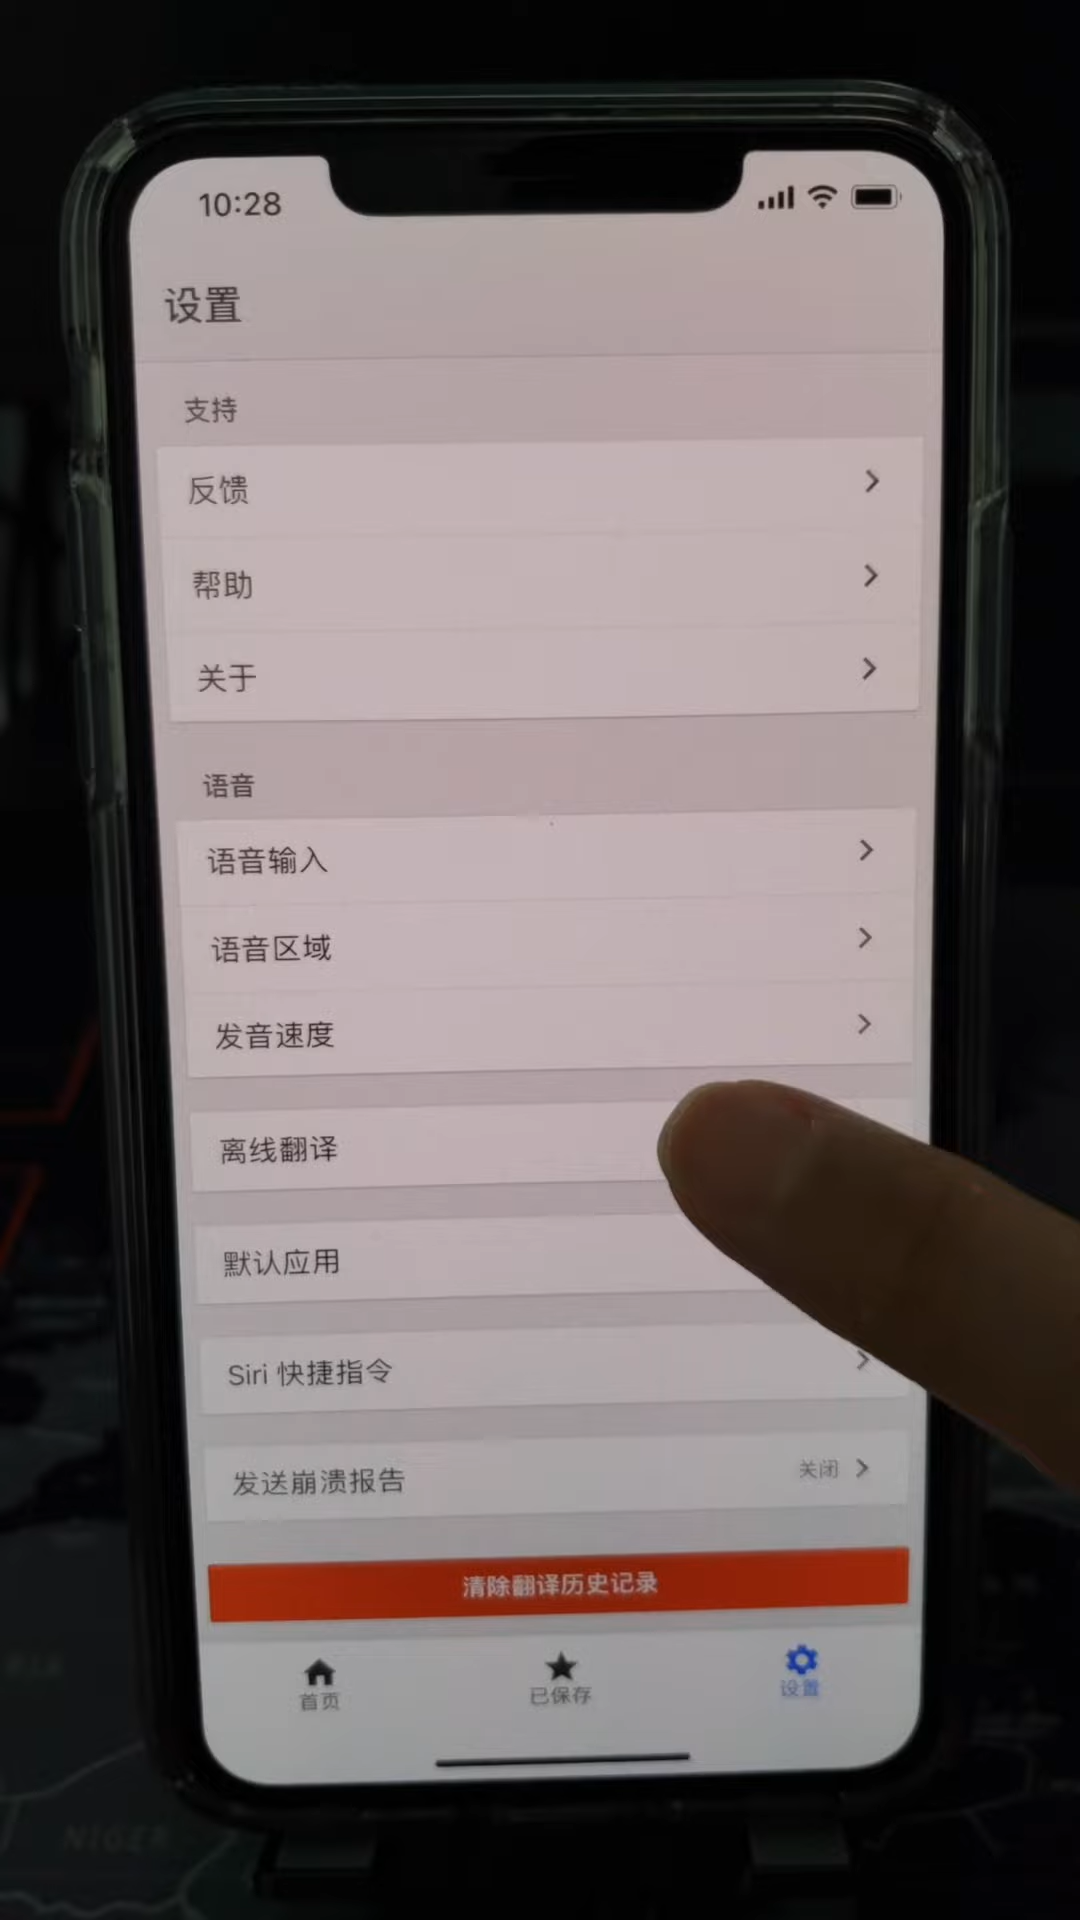 10:28
设置
支持
反馈
帮助
关于
语音
语音输入
语音区域
发音速度
离线翻译
默认应用
Siri 快捷指令
发送崩溃报告 关闭
清除翻译历史记录
首页 已保存 设置